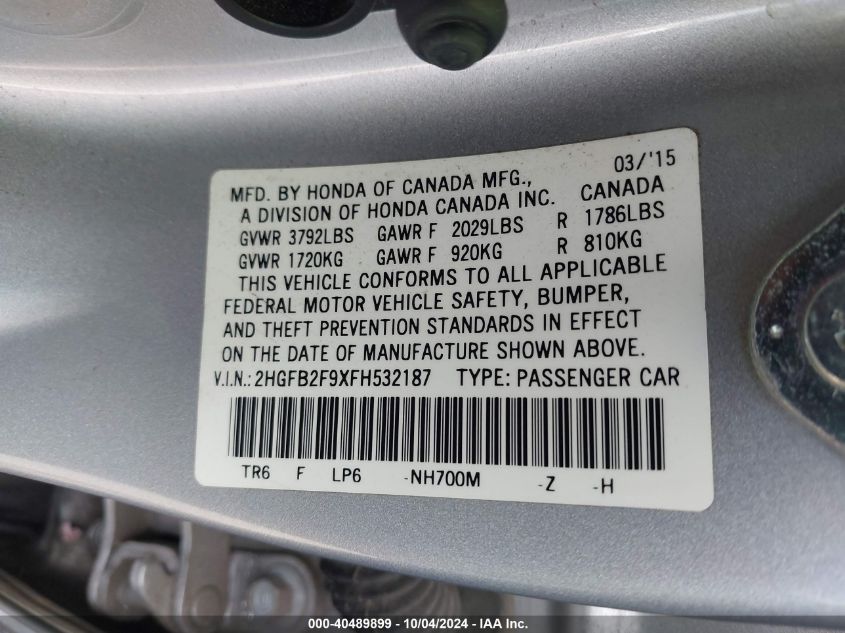 03/'15
MFD. BY HONDA OF CANADA MFG.,
A DIVISION OF HONDA CANADA INC. CANADA
GVWR 3792LBS GAWR F 2029LBS R 1786LBS
GVWR 1720KG GAWR F 920KG R 810KG
THIS VEHICLE CONFORMS TO ALL APPLICABLE
FEDERAL MOTOR VEHICLE SAFETY, BUMPER,
AND THEFT PREVENTION STANDARDS IN EFFECT
ON THE DATE OF MANUFACTURE SHOWN ABOVE.
V.I.N.: 2HGFB2F9XFH532187 TYPE: PASSENGER CAR
TR6 F LP6 -NH700M -Z -H
000-40489899 - 10/04/2024 - IAA Inc.